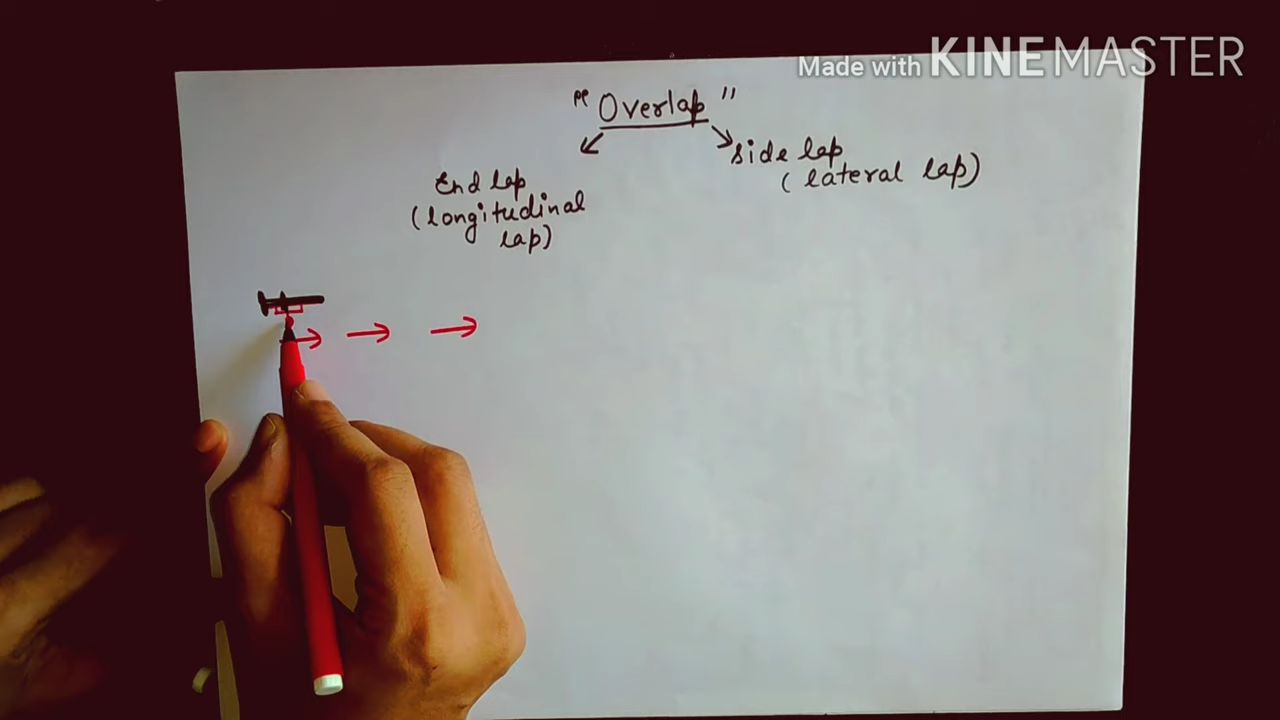 Made with KINEMASTER
"Overlap"
Side lap
(lateral lap)
End lap
(longitudinal
lap)